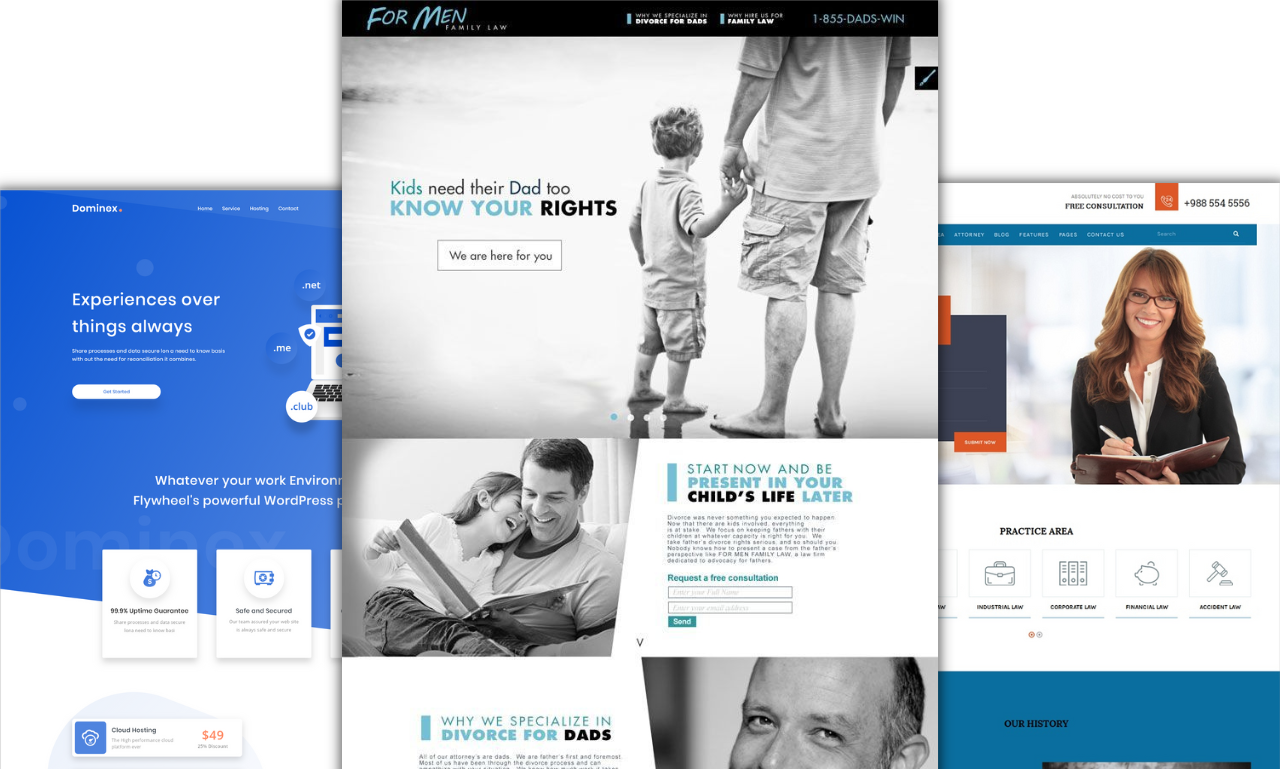 FOR MEN
FAMILY LAW
WHY WE SPECIALIZE IN
DIVORCE FOR DADS
WHY HIRE US FOR
FAMILY LAW
1-855-DADS-WIN
Kids need their Dad too
KNOW YOUR RIGHTS
We are here for you
START NOW AND BE
PRESENT IN YOUR
CHILD'S LIFE LATER
Divorce was never something you expected to happen.
Now that there are kids involved, everything
is at stake. We focus on keeping fathers with their
children at whatever capacity is right for you. We
take father's divorce rights serious, and so should you.
Nobody knows how to present a case from the father's
perspective like FOR MEN FAMILY LAW, a law firm
dedicated to advocacy for fathers.
Request a free consultation
Enter your Full Name
Enter your email address
Send
V
WHY WE SPECIALIZE IN
DIVORCE FOR DADS
All of our attorney's are dads. We are father's first and foremost.
Most of us have been through the divorce process and can
Dominox.
Home Service Hosting Contact
Experiences over
things always
Share processes and data secure lon a need to know basis
with out the need for reconciliation it combines.
Get Started
.net
.me
.club
Whatever your work Environ
Flywheel's powerful WordPress p
99.9% Uptime Guarantee
Share processes and data secure
lona need to know basi
Safe and Secured
Our team assured your web site
is always safe and secure
Cloud Hosting
The High performance cloud
platform ever
$49
25% Discount
ABSOLUTELY NO COST TO YOU
FREE CONSULTATION
+988 554 5556
EA ATTORNEY BLOG FEATURES PAGES CONTACT US
Search
SUBMIT NOW
PRACTICE AREA
W INDUSTRIAL LAW CORPORATE LAW FINANCIAL LAW ACCIDENT LAW
OUR HISTORY